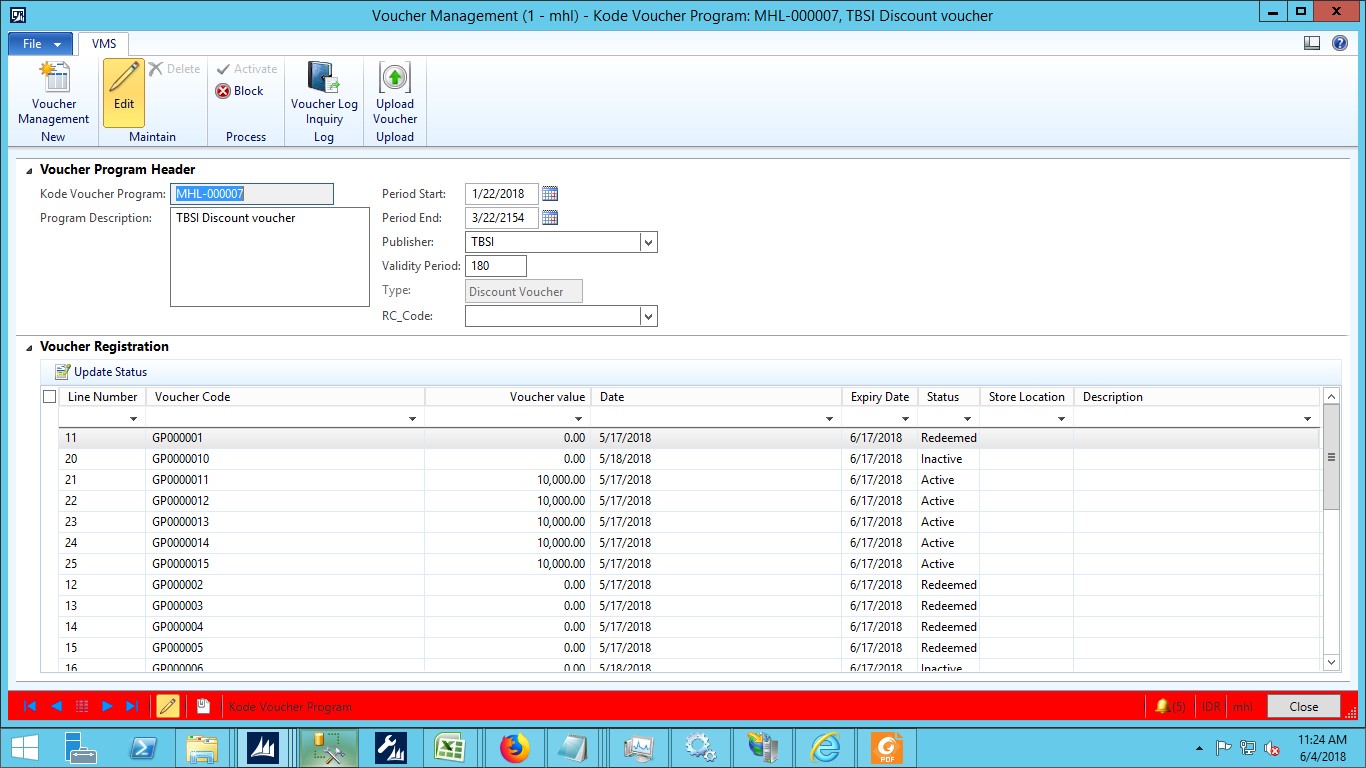 Voucher Management (1 - mhl) - Kode Voucher Program: MHL-000007, TBSI Discount voucher
File VMS
Voucher Management
New
Edit
Delete
Maintain
Activate
Block
Process
Voucher Log Inquiry
Log
Upload Voucher
Upload
Voucher Program Header
Kode Voucher Program: MHL-000007
Program Description: TBSI Discount voucher
Period Start: 1/22/2018
Period End: 3/22/2154
Publisher: TBSI
Validity Period: 180
Type: Discount Voucher
RC_Code:
Voucher Registration
Update Status
Line Number Voucher Code Voucher value Date Expiry Date Status Store Location Description
11 GP000001 0.00 5/17/2018 6/17/2018 Redeemed
20 GP0000010 0.00 5/18/2018 6/17/2018 Inactive
21 GP0000011 10,000.00 5/17/2018 6/17/2018 Active
22 GP0000012 10,000.00 5/17/2018 6/17/2018 Active
23 GP0000013 10,000.00 5/17/2018 6/17/2018 Active
24 GP0000014 10,000.00 5/17/2018 6/17/2018 Active
25 GP0000015 10,000.00 5/17/2018 6/17/2018 Active
12 GP000002 0.00 5/17/2018 6/17/2018 Redeemed
13 GP000003 0.00 5/17/2018 6/17/2018 Redeemed
14 GP000004 0.00 5/17/2018 6/17/2018 Redeemed
15 GP000005 0.00 5/17/2018 6/17/2018 Redeemed
16 GP000006 0.00 5/18/2018 6/17/2018 Inactive
Kode Voucher Program (5) IDR mhl Close
PDF
11:24 AM
6/4/2018